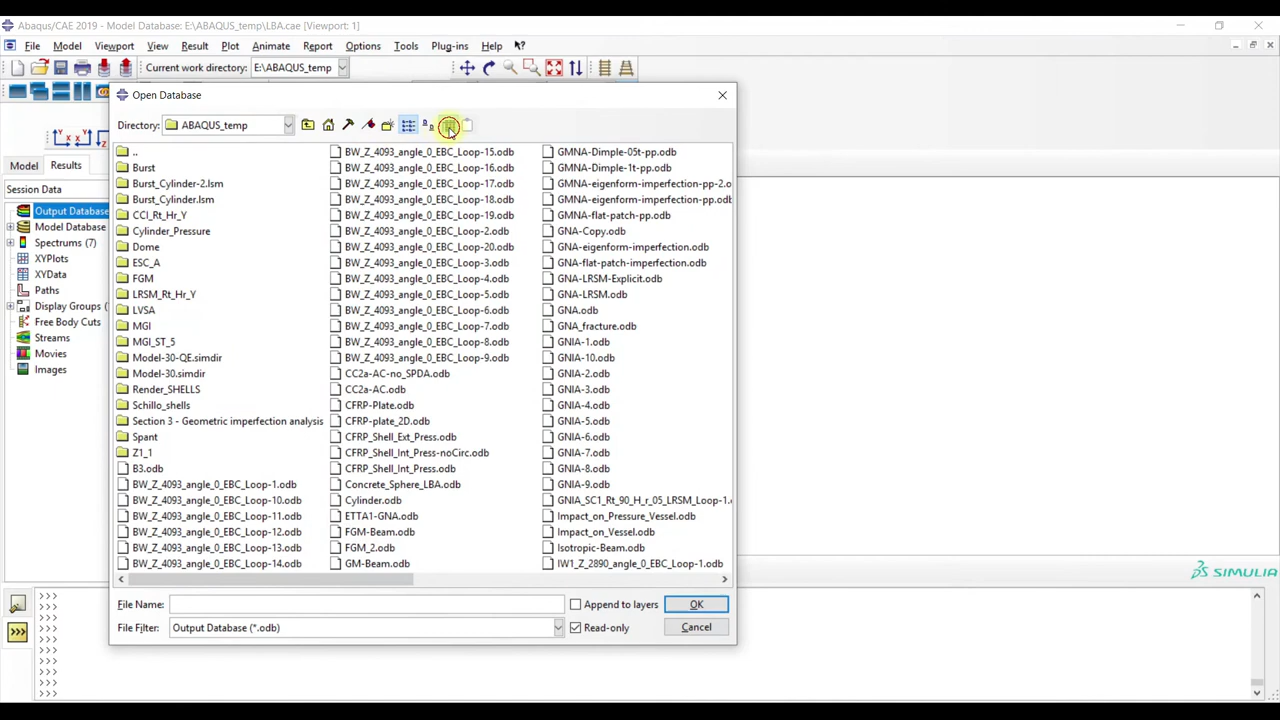 Abaqus/CAE 2019 - Model Database: E:\ABAQUS_temp\LBA.cae [Viewport: 1]
File Model Viewport View Result Plot Animate Report Options Tools Plug-ins Help
Current work directory: E:\ABAQUS_temp
Open Database
Directory: ABAQUS_temp
Model Results
Session Data
Output Database
Model Database
Spectrums (7)
XYPlots
XYData
Paths
Display Groups
Free Body Cuts
Streams
Movies
Images
..
Burst
Burst_Cylinder-2.lsm
Burst_Cylinder.lsm
CCI_Rt_Hr_Y
Cylinder_Pressure
Dome
ESC_A
FGM
LRSM_Rt_Hr_Y
LVSA
MGI
MGI_ST_5
Model-30-QE.simdir
Model-30.simdir
Render_SHELLS
Schillo_shells
Section 3 - Geometric imperfection analysis
Spant
Z1_1
B3.odb
BW_Z_4093_angle_0_EBC_Loop-1.odb
BW_Z_4093_angle_0_EBC_Loop-10.odb
BW_Z_4093_angle_0_EBC_Loop-11.odb
BW_Z_4093_angle_0_EBC_Loop-12.odb
BW_Z_4093_angle_0_EBC_Loop-13.odb
BW_Z_4093_angle_0_EBC_Loop-14.odb
BW_Z_4093_angle_0_EBC_Loop-15.odb
BW_Z_4093_angle_0_EBC_Loop-16.odb
BW_Z_4093_angle_0_EBC_Loop-17.odb
BW_Z_4093_angle_0_EBC_Loop-18.odb
BW_Z_4093_angle_0_EBC_Loop-19.odb
BW_Z_4093_angle_0_EBC_Loop-2.odb
BW_Z_4093_angle_0_EBC_Loop-20.odb
BW_Z_4093_angle_0_EBC_Loop-3.odb
BW_Z_4093_angle_0_EBC_Loop-4.odb
BW_Z_4093_angle_0_EBC_Loop-5.odb
BW_Z_4093_angle_0_EBC_Loop-6.odb
BW_Z_4093_angle_0_EBC_Loop-7.odb
BW_Z_4093_angle_0_EBC_Loop-8.odb
BW_Z_4093_angle_0_EBC_Loop-9.odb
CC2a-AC-no_SPDA.odb
CC2a-AC.odb
CFRP-Plate.odb
CFRP-plate_2D.odb
CFRP_Shell_Ext_Press.odb
CFRP_Shell_Int_Press-noCirc.odb
CFRP_Shell_Int_Press.odb
Concrete_Sphere_LBA.odb
Cylinder.odb
ETTA1-GNA.odb
FGM-Beam.odb
FGM_2.odb
GM-Beam.odb
GMNA-Dimple-05t-pp.odb
GMNA-Dimple-1t-pp.odb
GMNA-eigenform-imperfection-pp-2.o
GMNA-eigenform-imperfection-pp.odb
GMNA-flat-patch-pp.odb
GNA-Copy.odb
GNA-eigenform-imperfection.odb
GNA-flat-patch-imperfection.odb
GNA-LRSM-Explicit.odb
GNA-LRSM.odb
GNA.odb
GNA_fracture.odb
GNIA-1.odb
GNIA-10.odb
GNIA-2.odb
GNIA-3.odb
GNIA-4.odb
GNIA-5.odb
GNIA-6.odb
GNIA-7.odb
GNIA-8.odb
GNIA-9.odb
GNIA_SC1_Rt_90_H_r_05_LRSM_Loop-1.
Impact_on_Pressure_Vessel.odb
Impact_on_Vessel.odb
Isotropic-Beam.odb
IW1_Z_2890_angle_0_EBC_Loop-1.odb
File Name: Append to layers OK
File Filter: Output Database (*.odb) Read-only Cancel
SIMULIA
>>>
>>>
>>>
>>>
>>>
>>>
>>>
>>>